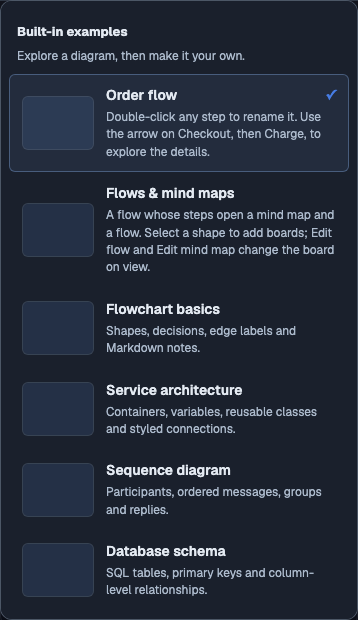 Built-in examples
Explore a diagram, then make it your own.
Order flow
Double-click any step to rename it. Use
the arrow on Checkout, then Charge, to
explore the details.
Flows & mind maps
A flow whose steps open a mind map and
a flow. Select a shape to add boards; Edit
flow and Edit mind map change the board
on view.
Flowchart basics
Shapes, decisions, edge labels and
Markdown notes.
Service architecture
Containers, variables, reusable classes
and styled connections.
Sequence diagram
Participants, ordered messages, groups
and replies.
Database schema
SQL tables, primary keys and column-
level relationships.